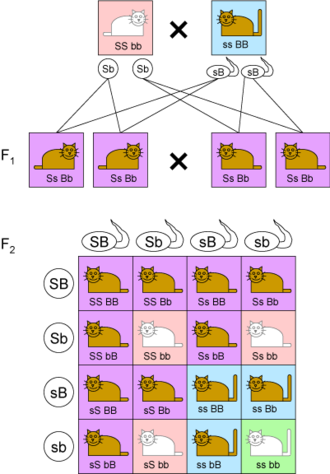 SS bb ss BB
Sb Sb sB sB
F1
Ss Bb Ss Bb Ss Bb Ss Bb
F2
SB Sb sB sb
SB
SS BB SS Bb Ss BB Ss Bb
Sb
SS bB SS bb Ss bB Ss bb
sB
sS BB sS Bb ss BB ss Bb
sb
sS bB sS bb ss bB ss bb